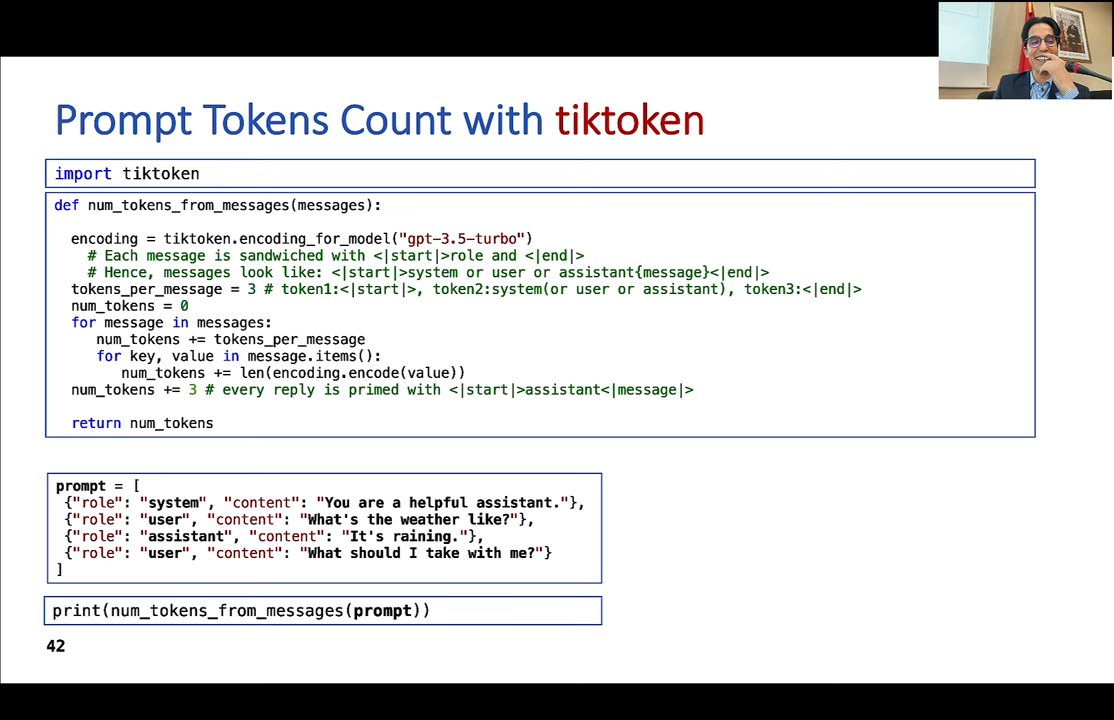 Prompt Tokens Count with tiktoken
import tiktoken
def num_tokens_from_messages(messages):
encoding = tiktoken.encoding_for_model("gpt-3.5-turbo")
# Each message is sandwiched with <|start|>role and <|end|>
# Hence, messages look like: <|start|>system or user or assistant{message}<|end|>
tokens_per_message = 3 # token1:<|start|>, token2:system(or user or assistant), token3:<|end|>
num_tokens = 0
for message in messages:
num_tokens += tokens_per_message
for key, value in message.items():
num_tokens += len(encoding.encode(value))
num_tokens += 3 # every reply is primed with <|start|>assistant<|message|>
return num_tokens
prompt = [
{"role": "system", "content": "You are a helpful assistant."},
{"role": "user", "content": "What's the weather like?"},
{"role": "assistant", "content": "It's raining."},
{"role": "user", "content": "What should I take with me?"}
]
print(num_tokens_from_messages(prompt))
42